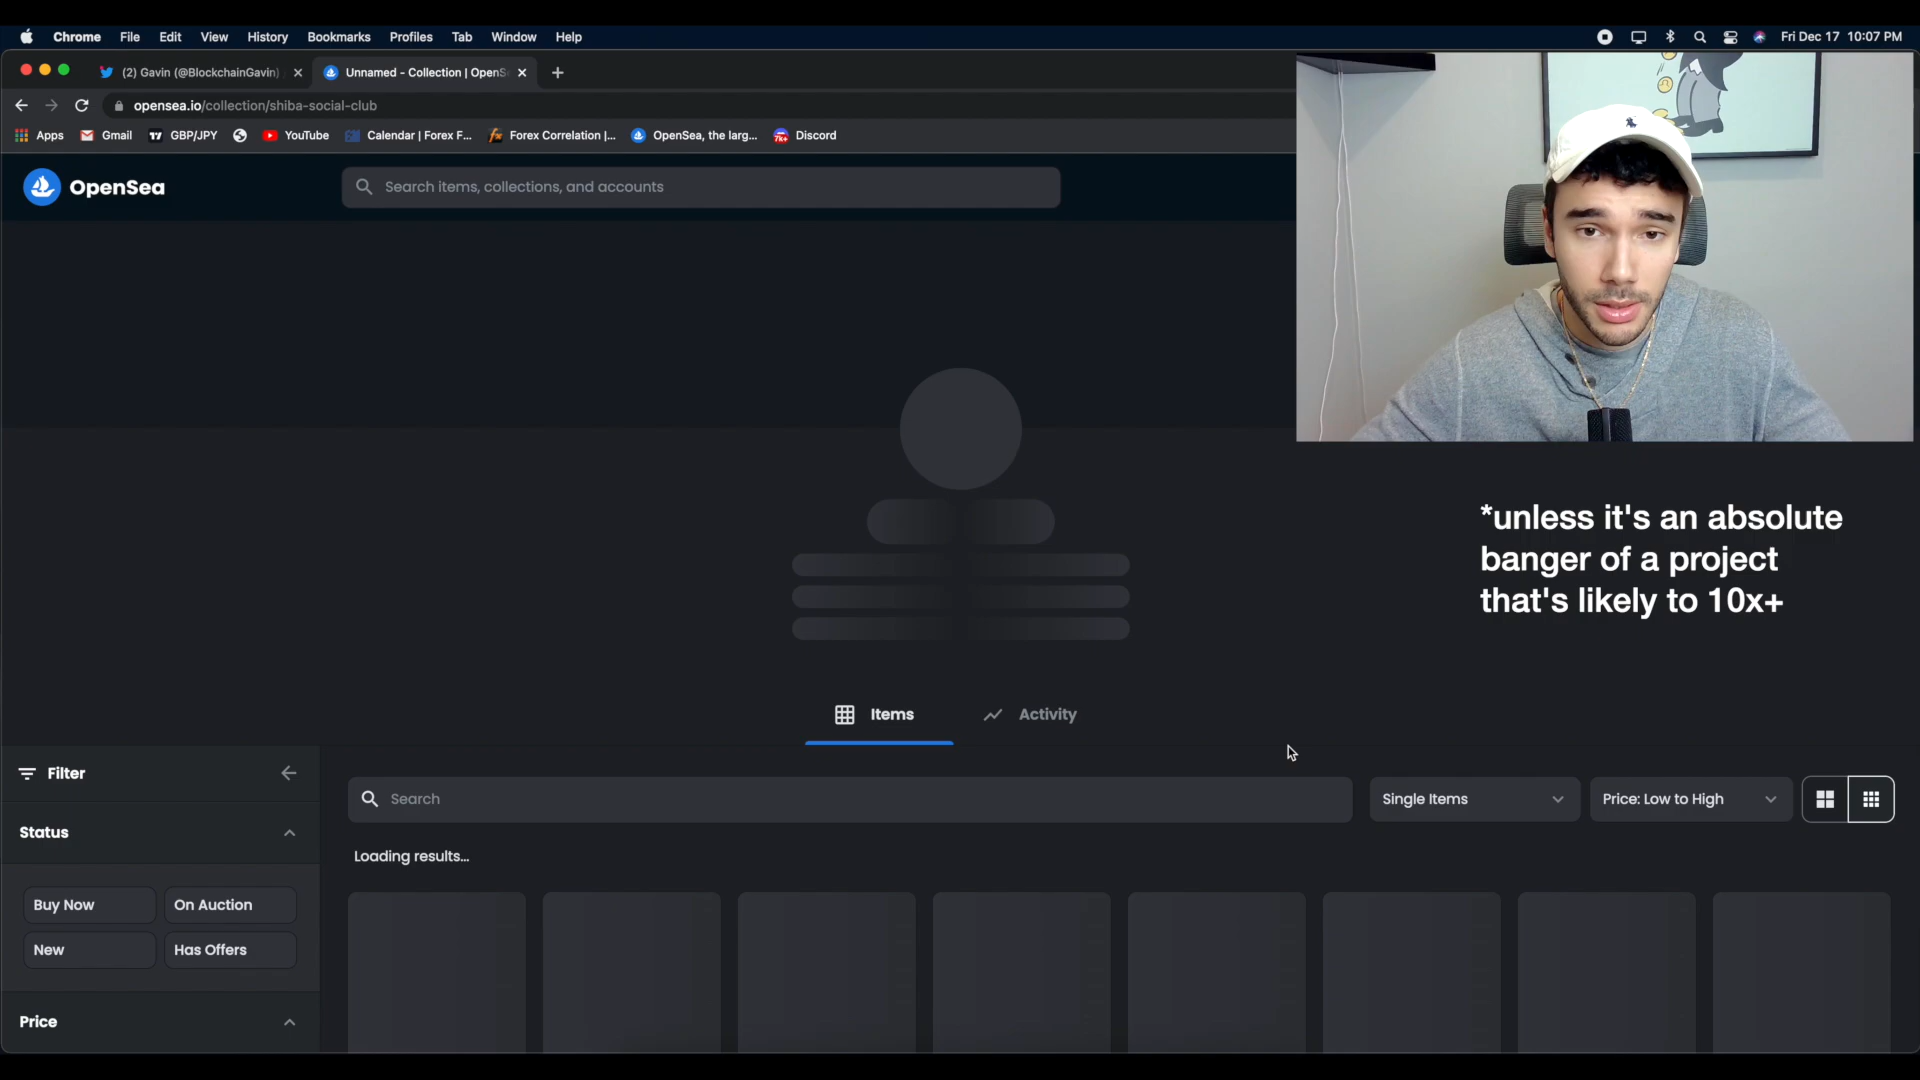 Chrome File Edit View History Bookmarks Profiles Tab Window Help Fri Dec 17 10:07 PM
(2) Gavin (@BlockchainGavin) Unnamed - Collection | OpenS
opensea.io/collection/shiba-social-club
Apps Gmail GBP/JPY YouTube Calendar | Forex F... Forex Correlation |... OpenSea, the larg... Discord
OpenSea Search items, collections, and accounts
*unless it's an absolute
banger of a project
that's likely to 10x+
Items Activity
Filter
Search Single Items Price: Low to High
Status
Loading results...
Buy Now On Auction
New Has Offers
Price